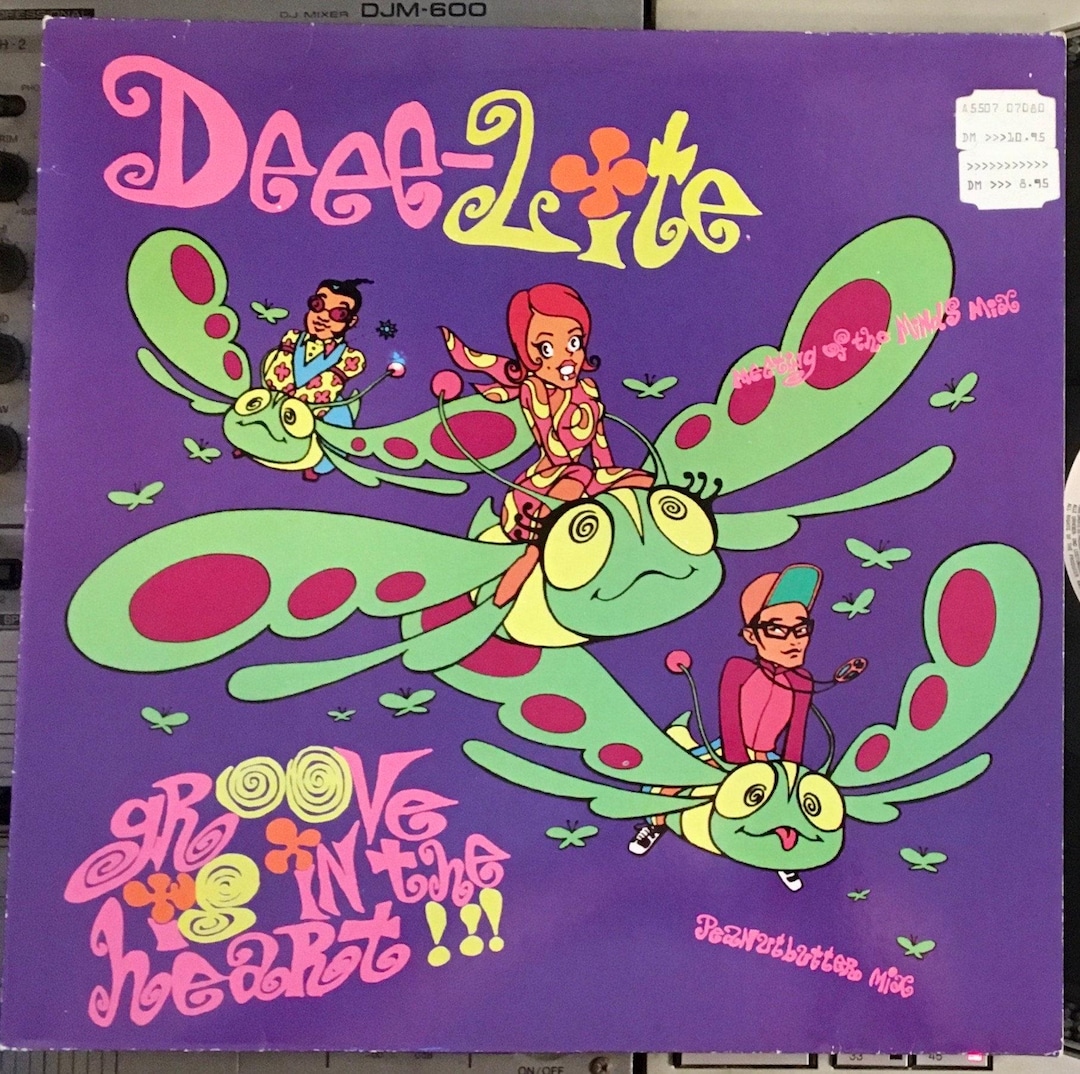 DJ MIXER DJM-600
Deee-Lite
A5507 07080
DM >>>10.95
>>>>>>>>>>>
DM >>> 8.95
Meeting of the Minds Mix
grOOVe
is iN the
heaRt!!!
PeaNutbutteR Mix
ON/OFF
33
45